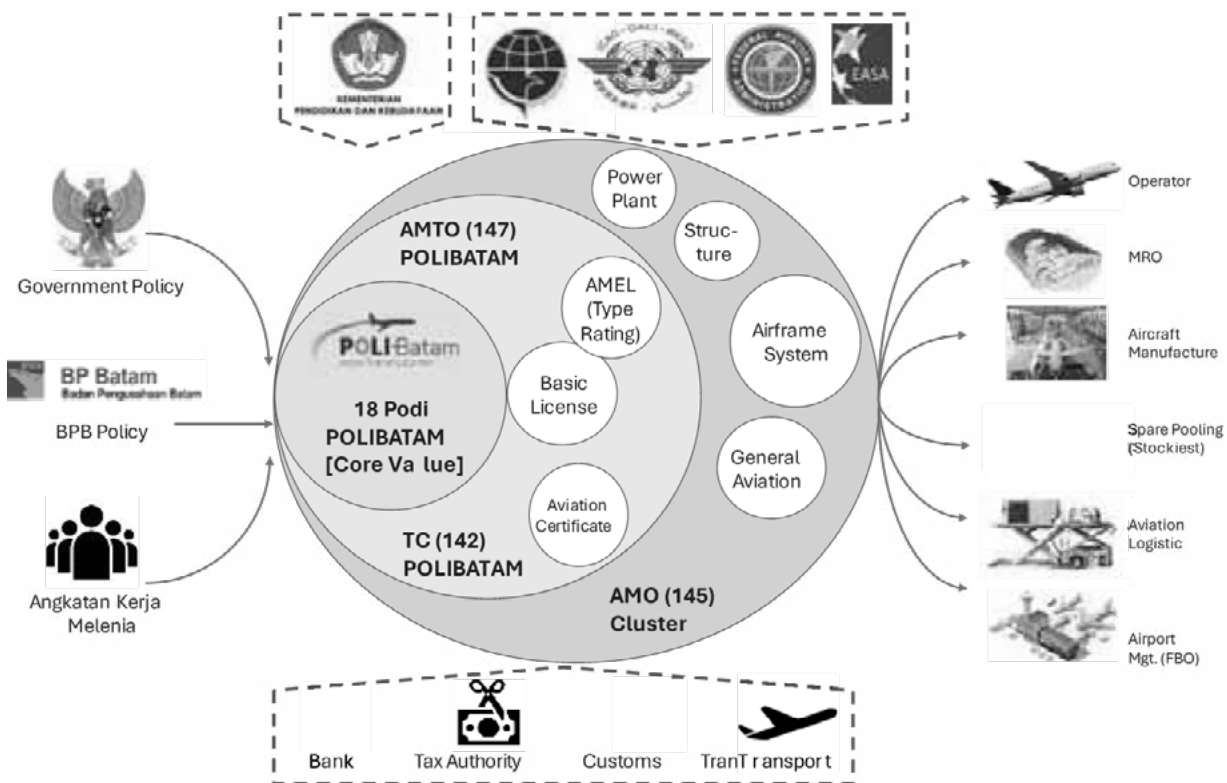 KEMENTERIAN
PENDIDIKAN DAN KEBUDAYAAN
EASA
Government Policy
BP Batam
Badan Pengusahaan Batam
BPB Policy
Angkatan Kerja
Melenia
AMTO (147)
POLIBATAM
POLI-Batam
18 Podi
POLIBATAM
[Core Va lue]
TC (142)
POLIBATAM
AMEL
(Type
Rating)
Basic
License
Aviation
Certificate
Power
Plant
Struc-
ture
Airframe
System
General
Aviation
AMO (145)
Cluster
Operator
MRO
Aircraft
Manufacture
Spare Pooling
(Stockiest)
Aviation
Logistic
Airport
Mgt. (FBO)
Bank
Tax Authority
Customs
TranTransport